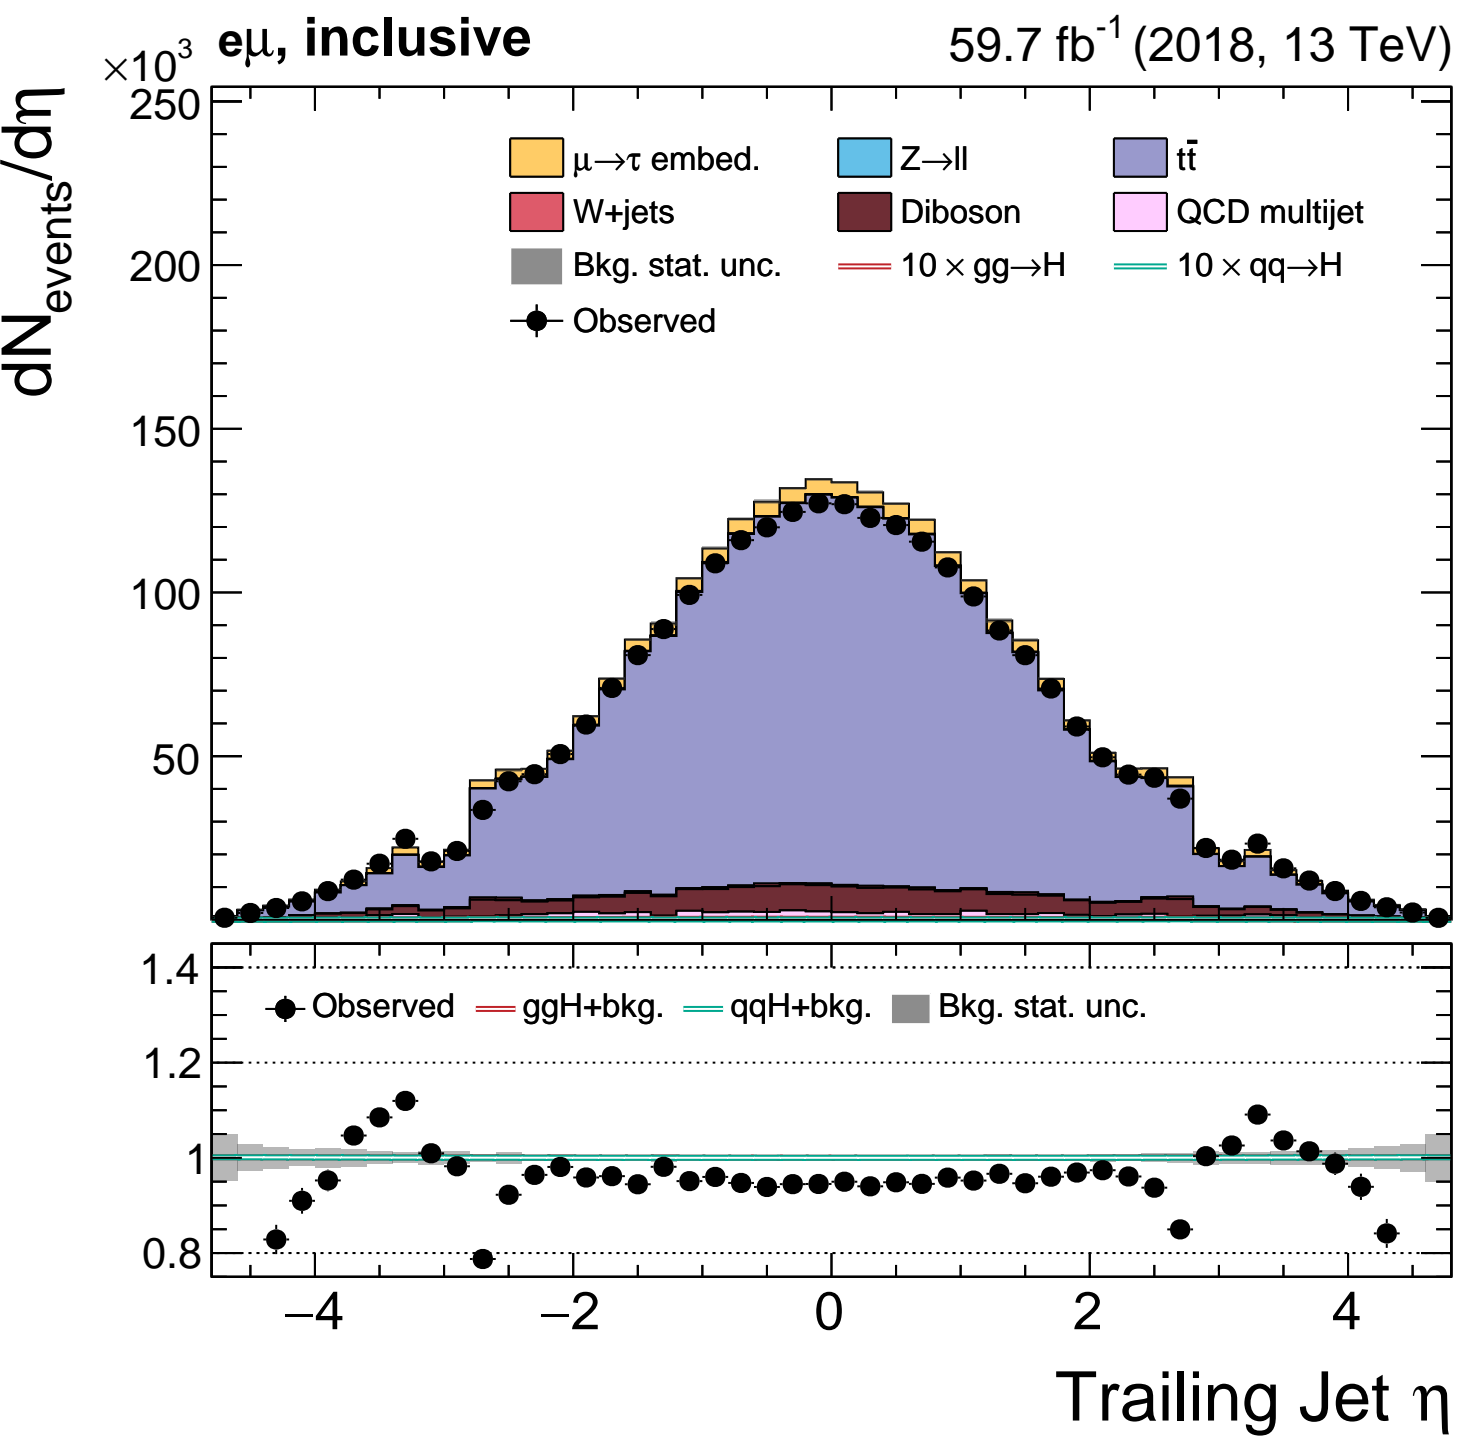 eμ, inclusive 59.7 fb⁻¹ (2018, 13 TeV)
×10³
dN_events/dη
250
200
150
100
50
μ→τ embed. Z→ll tt̄
W+jets Diboson QCD multijet
Bkg. stat. unc. 10 × gg→H 10 × qq→H
Observed
1.4
1.2
1
0.8
Observed ggH+bkg. qqH+bkg. Bkg. stat. unc.
−4 −2 0 2 4
Trailing Jet η